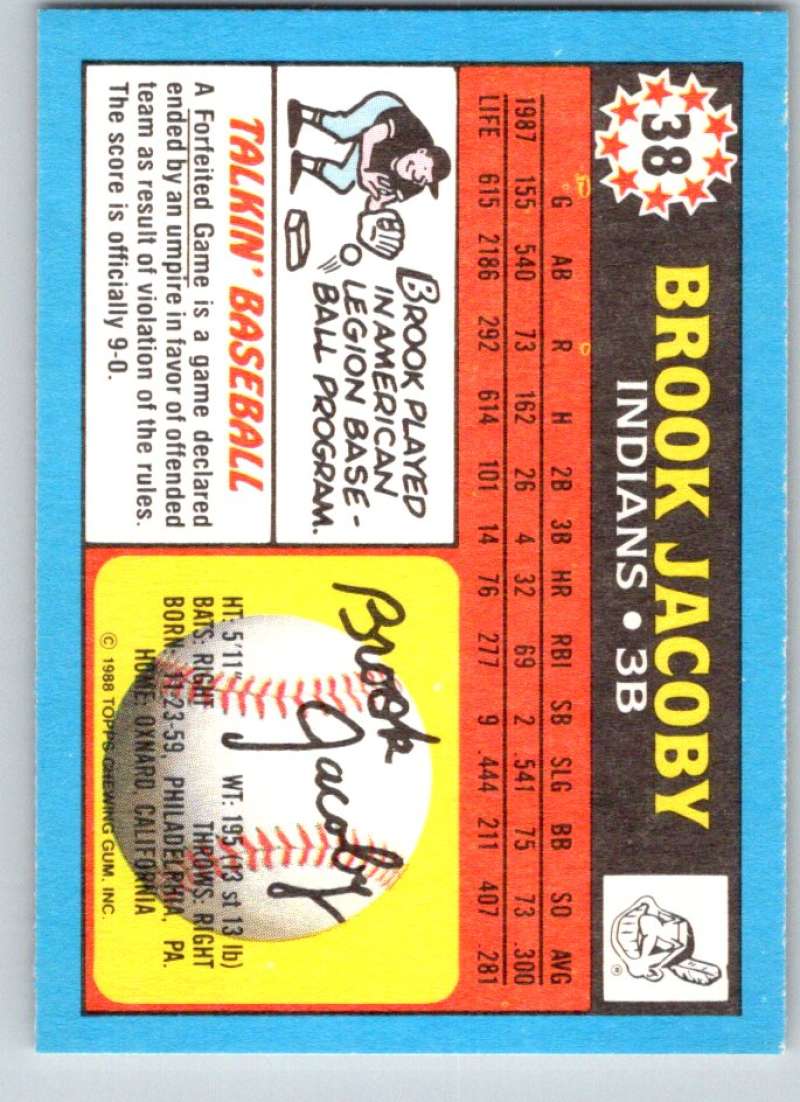 38
BROOK JACOBY
INDIANS • 3B
G AB R H 2B 3B HR RBI SB SLG BB SO AVG
1987 155 540 73 162 26 4 32 69 2 .541 75 73 .300
LIFE 615 2186 292 614 101 14 76 277 9 .444 211 407 .281
BROOK PLAYED
IN AMERICAN
LEGION BASE-
BALL PROGRAM.
TALKIN' BASEBALL
A Forfeited Game is a game declared
ended by an umpire in favor of offended
team as result of violation of the rules.
The score is officially 9-0.
Brook
Jacoby
HT: 5'11" WT: 195 (13 st 13 lb)
BATS: RIGHT THROWS: RIGHT
BORN: 11-23-59, PHILADELPHIA, PA.
HOME: OXNARD, CALIFORNIA
© 1988 TOPPS CHEWING GUM, INC.
®